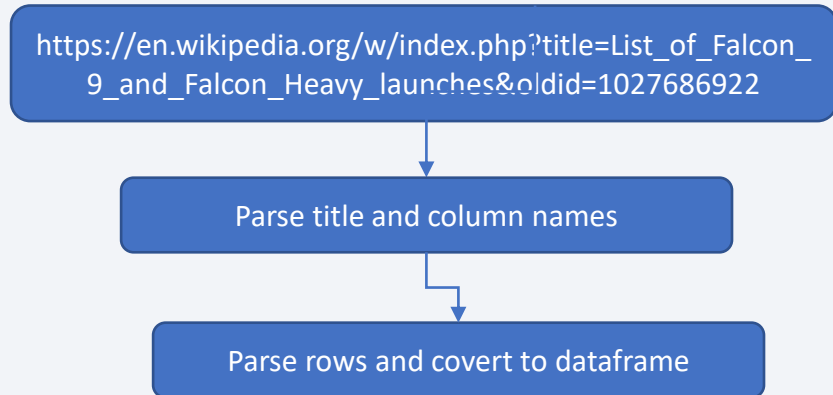 https://en.wikipedia.org/w/index.php?title=List_of_Falcon_
9_and_Falcon_Heavy_launches&oldid=1027686922
Parse title and column names
Parse rows and covert to dataframe